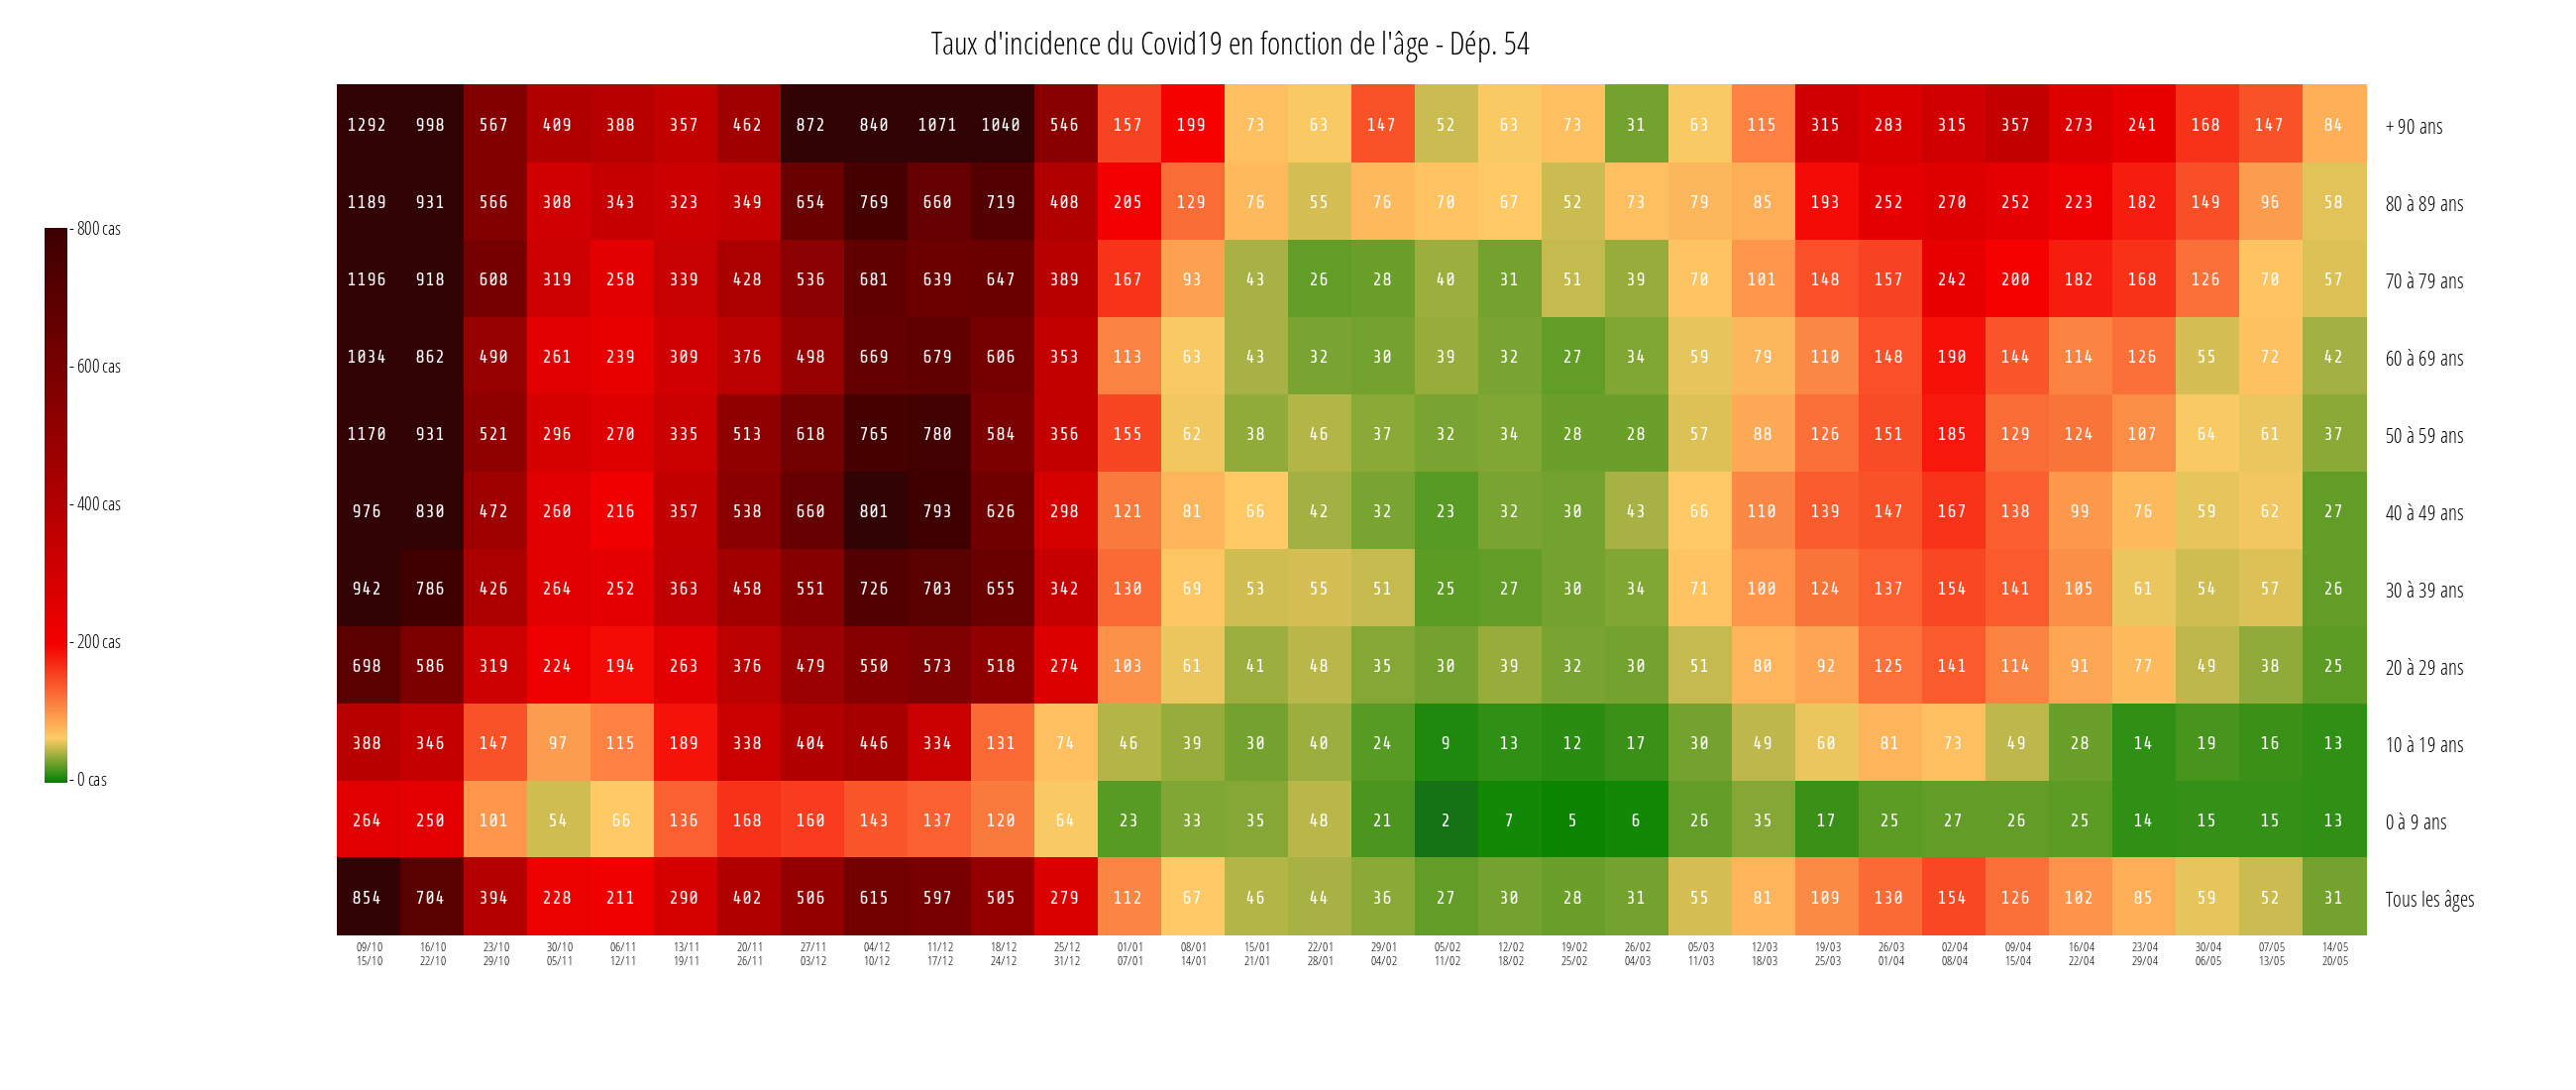 Taux d'incidence du Covid19 en fonction de l'âge - Dép. 54
- 800 cas
- 600 cas
- 400 cas
- 200 cas
- 0 cas
1292 998 567 409 388 357 462 872 840 1071 1040 546 157 199 73 63 147 52 63 73 31 63 115 315 283 315 357 273 241 168 147 84 + 90 ans
1189 931 566 308 343 323 349 654 769 660 719 408 205 129 76 55 76 70 67 52 73 79 85 193 252 270 252 223 182 149 96 58 80 à 89 ans
1196 918 608 319 258 339 428 536 681 639 647 389 167 93 43 26 28 40 31 51 39 70 101 148 157 242 200 182 168 126 70 57 70 à 79 ans
1034 862 490 261 239 309 376 498 669 679 606 353 113 63 43 32 30 39 32 27 34 59 79 110 148 190 144 114 126 55 72 42 60 à 69 ans
1170 931 521 296 270 335 513 618 765 780 584 356 155 62 38 46 37 32 34 28 28 57 88 126 151 185 129 124 107 64 61 37 50 à 59 ans
976 830 472 260 216 357 538 660 801 793 626 298 121 81 66 42 32 23 32 30 43 66 110 139 147 167 138 99 76 59 62 27 40 à 49 ans
942 786 426 264 252 363 458 551 726 703 655 342 130 69 53 55 51 25 27 30 34 71 100 124 137 154 141 105 61 54 57 26 30 à 39 ans
698 586 319 224 194 263 376 479 550 573 518 274 103 61 41 48 35 30 39 32 30 51 80 92 125 141 114 91 77 49 38 25 20 à 29 ans
388 346 147 97 115 189 338 404 446 334 131 74 46 39 30 40 24 9 13 12 17 30 49 60 81 73 49 28 14 19 16 13 10 à 19 ans
264 250 101 54 66 136 168 160 143 137 120 64 23 33 35 48 21 2 7 5 6 26 35 17 25 27 26 25 14 15 15 13 0 à 9 ans
854 704 394 228 211 290 402 506 615 597 505 279 112 67 46 44 36 27 30 28 31 55 81 109 130 154 126 102 85 59 52 31 Tous les âges
09/10 16/10 23/10 30/10 06/11 13/11 20/11 27/11 04/12 11/12 18/12 25/12 01/01 08/01 15/01 22/01 29/01 05/02 12/02 19/02 26/02 05/03 12/03 19/03 26/03 02/04 09/04 16/04 23/04 30/04 07/05 14/05
15/10 22/10 29/10 05/11 12/11 19/11 26/11 03/12 10/12 17/12 24/12 31/12 07/01 14/01 21/01 28/01 04/02 11/02 18/02 25/02 04/03 11/03 18/03 25/03 01/04 08/04 15/04 22/04 29/04 06/05 13/05 20/05